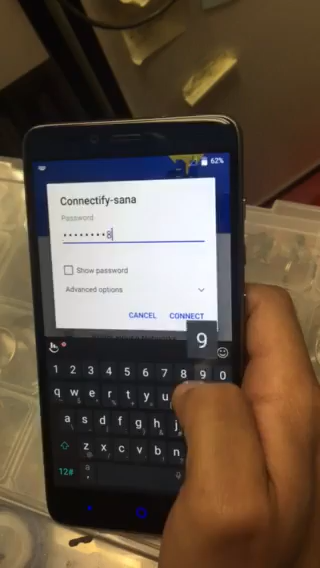 62%
Connectify-sana
Password
••••••••8
Show password
Advanced options
CANCEL CONNECT
9
1 2 3 4 5 6 7 8 9 0
q w e r t y u
a s d f g h j
z x c v b n
12# ,